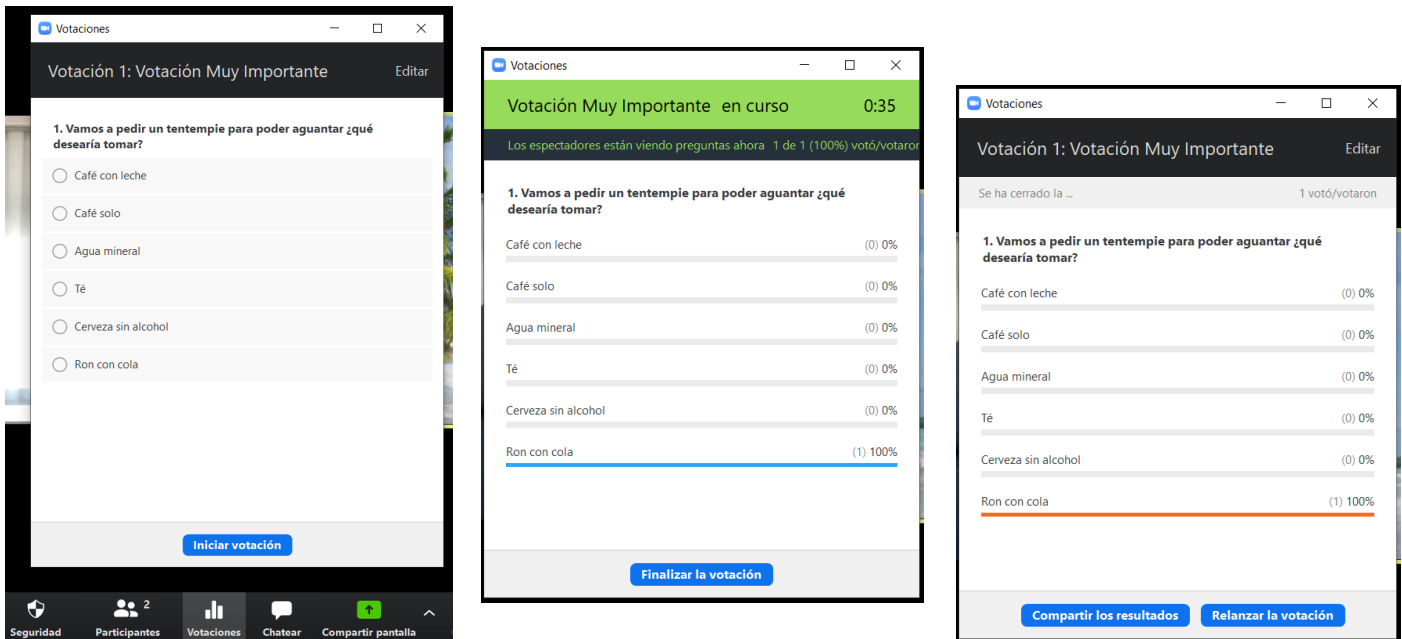 Votaciones
Votación 1: Votación Muy Importante Editar
1. Vamos a pedir un tentempie para poder aguantar ¿qué
desearía tomar?
Café con leche
Café solo
Agua mineral
Té
Cerveza sin alcohol
Ron con cola
Iniciar votación
2
Seguridad Participantes Votaciones Chatear Compartir pantalla
Votaciones
Votación Muy Importante en curso 0:35
Los espectadores están viendo preguntas ahora 1 de 1 (100%) votó/votaron
1. Vamos a pedir un tentempie para poder aguantar ¿qué
desearía tomar?
Café con leche (0) 0%
Café solo (0) 0%
Agua mineral (0) 0%
Té (0) 0%
Cerveza sin alcohol (0) 0%
Ron con cola (1) 100%
Finalizar la votación
Votaciones
Votación 1: Votación Muy Importante Editar
Se ha cerrado la ... 1 votó/votaron
1. Vamos a pedir un tentempie para poder aguantar ¿qué
desearía tomar?
Café con leche (0) 0%
Café solo (0) 0%
Agua mineral (0) 0%
Té (0) 0%
Cerveza sin alcohol (0) 0%
Ron con cola (1) 100%
Compartir los resultados Relanzar la votación